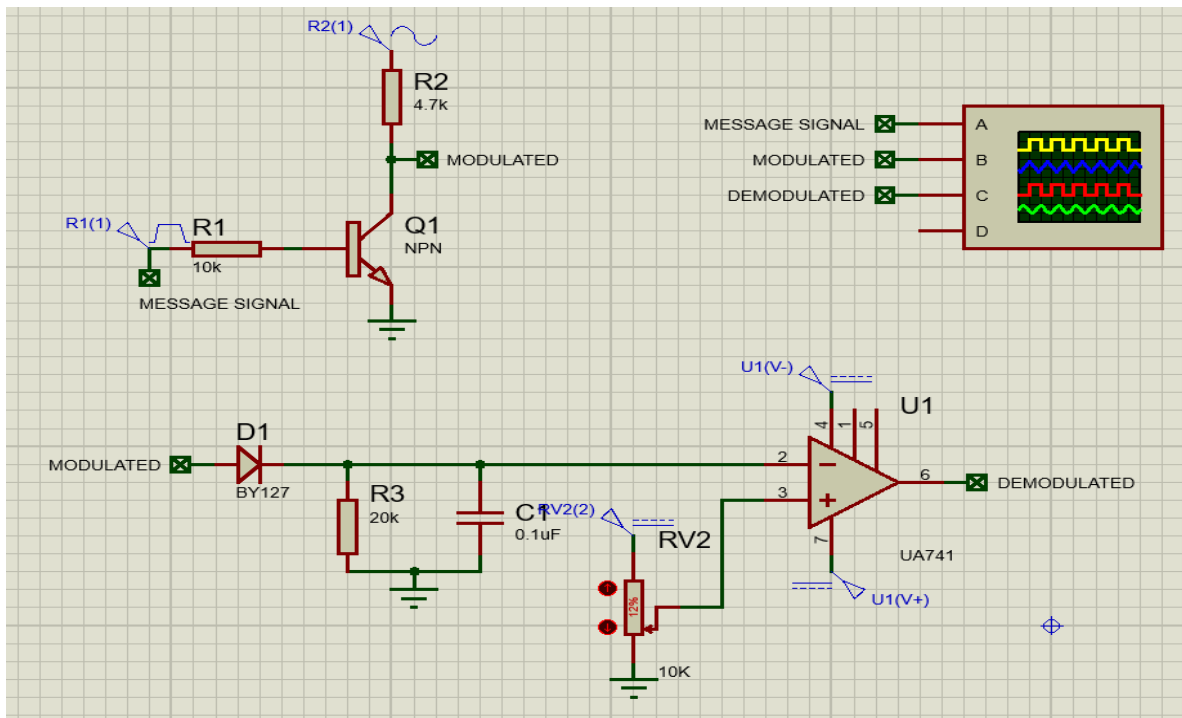 R2(1)
R2
4.7k
MODULATED
R1(1)
R1
10k
MESSAGE SIGNAL
Q1
NPN
MESSAGE SIGNAL
A
MODULATED
B
DEMODULATED
C
D
MODULATED
D1
BY127
R3
20k
C1
0.1uF
RV2(2)
RV2
12%
10K
U1(V-)
U1
4
1
5
2
3
6
7
DEMODULATED
UA741
U1(V+)